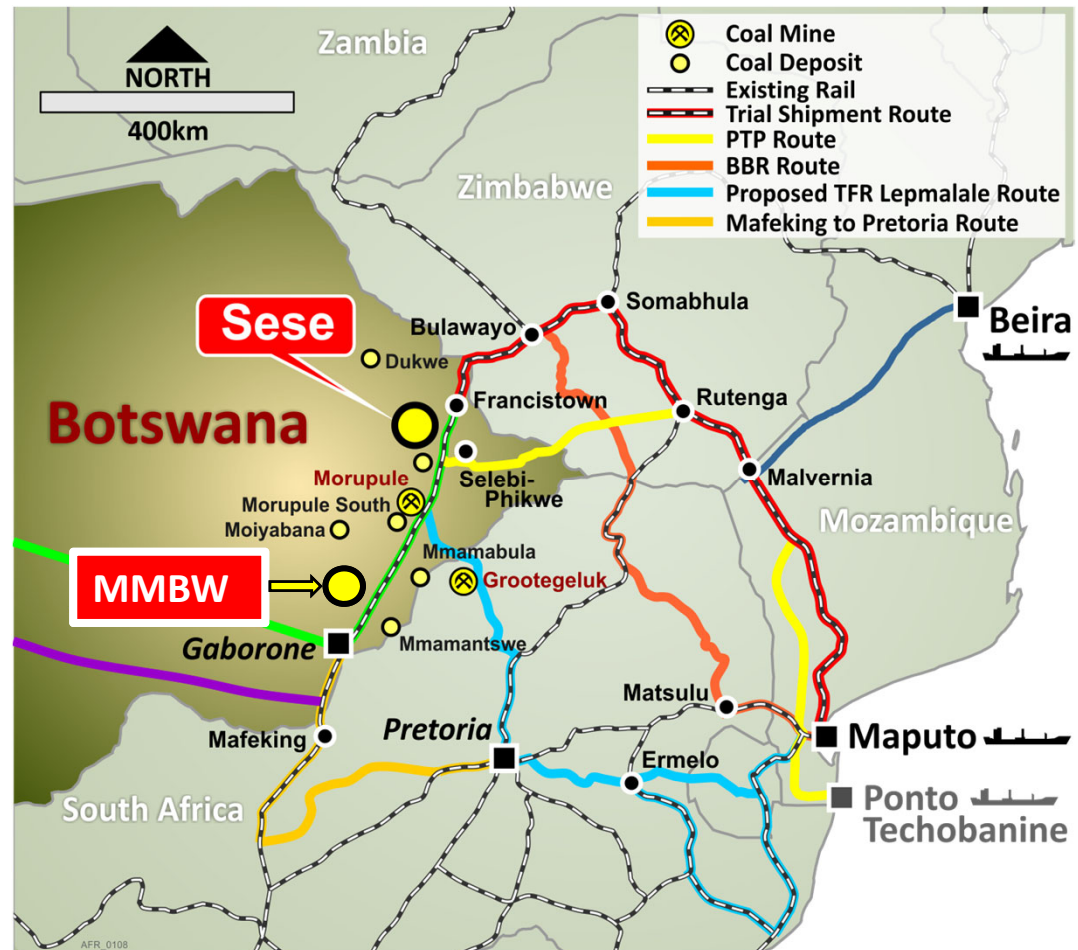 Zambia
NORTH
400km
Coal Mine
Coal Deposit
Existing Rail
Trial Shipment Route
PTP Route
BBR Route
Proposed TFR Lepmalale Route
Mafeking to Pretoria Route
Zimbabwe
Sese
Somabhula
Bulawayo
Beira
Dukwe
Botswana
Francistown
Rutenga
Morupule
Selebi-
Phikwe
Malvernia
Morupule South
Moiyabana
Mozambique
Mmamabula
MMBW
Grootegeluk
Gaborone
Mmamantswe
Matsulu
Mafeking
Pretoria
Maputo
Ermelo
South Africa
Ponto
Techobanine
AFR_0108